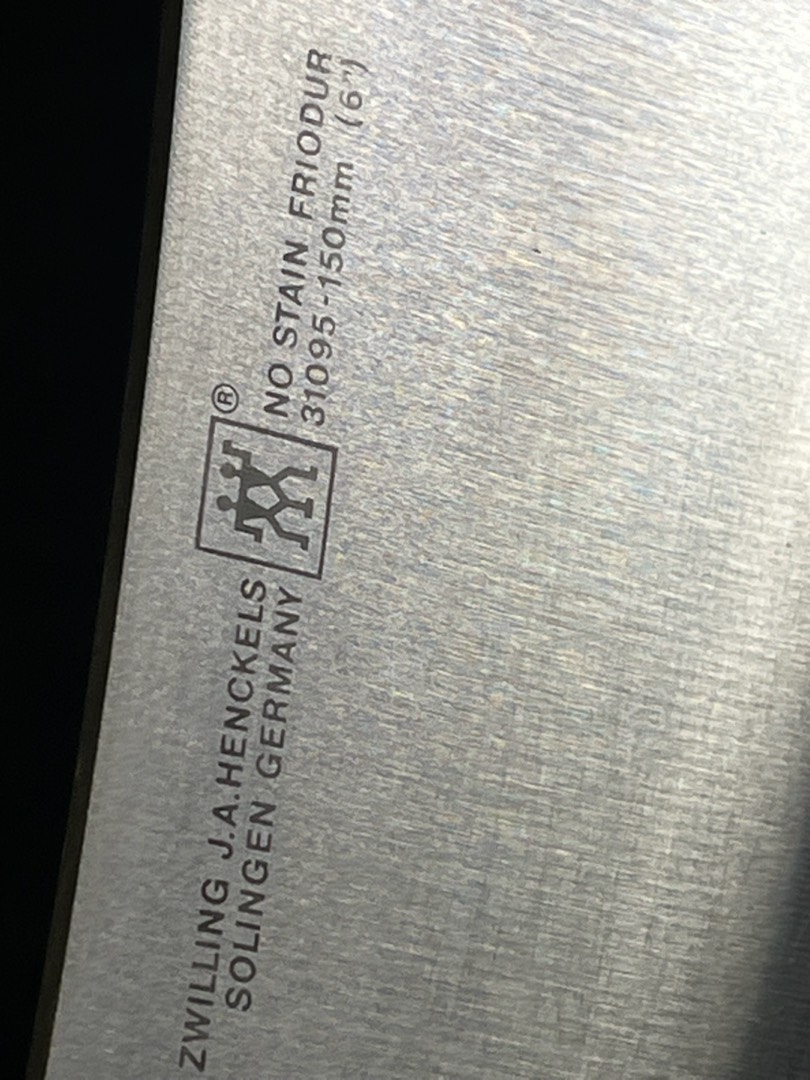 ZWILLING J.A.HENCKELS
SOLINGEN GERMANY
®
NO STAIN FRIODUR
31095-150mm (6")